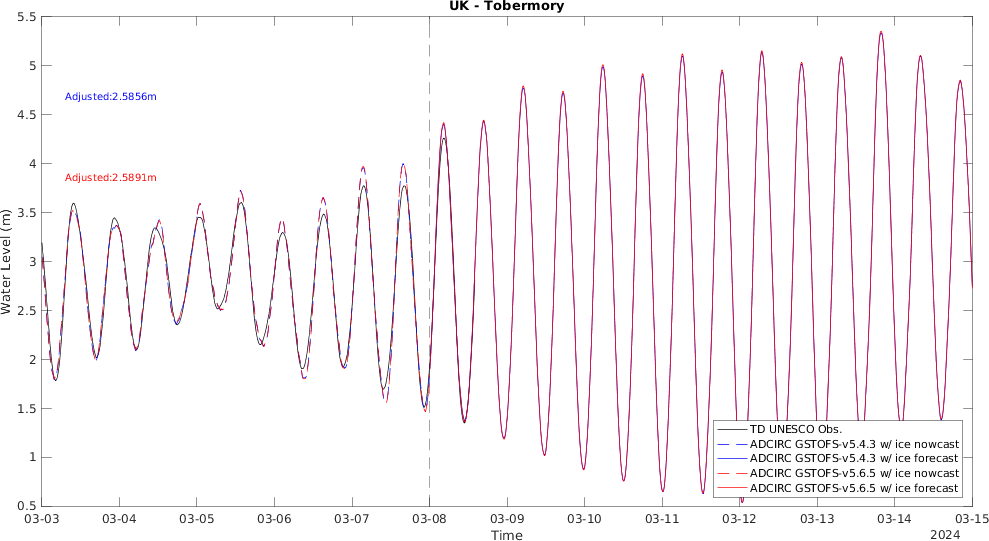 UK - Tobermory
5.5
5
4.5
4
3.5
3
2.5
2
1.5
1
0.5
Water Level (m)
Adjusted:2.5856m
Adjusted:2.5891m
TD UNESCO Obs.
ADCIRC GSTOFS-v5.4.3 w/ ice nowcast
ADCIRC GSTOFS-v5.4.3 w/ ice forecast
ADCIRC GSTOFS-v5.6.5 w/ ice nowcast
ADCIRC GSTOFS-v5.6.5 w/ ice forecast
03-03 03-04 03-05 03-06 03-07 03-08 03-09 03-10 03-11 03-12 03-13 03-14 03-15
Time
2024